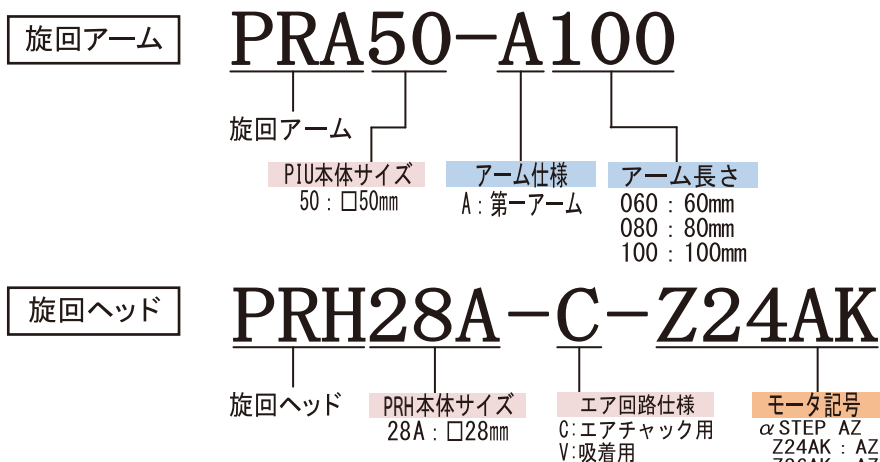 旋回アーム
PRA50-A100
旋回アーム
PIU本体サイズ
50：□50mm
アーム仕様
A：第一アーム
アーム長さ
060：60mm
080：80mm
100：100mm
旋回ヘッド
PRH28A-C-Z24AK
旋回ヘッド
PRH本体サイズ
28A：□28mm
エア回路仕様
C:エアチャック用
V:吸着用
モータ記号
αSTEP AZ
Z24AK：AZ